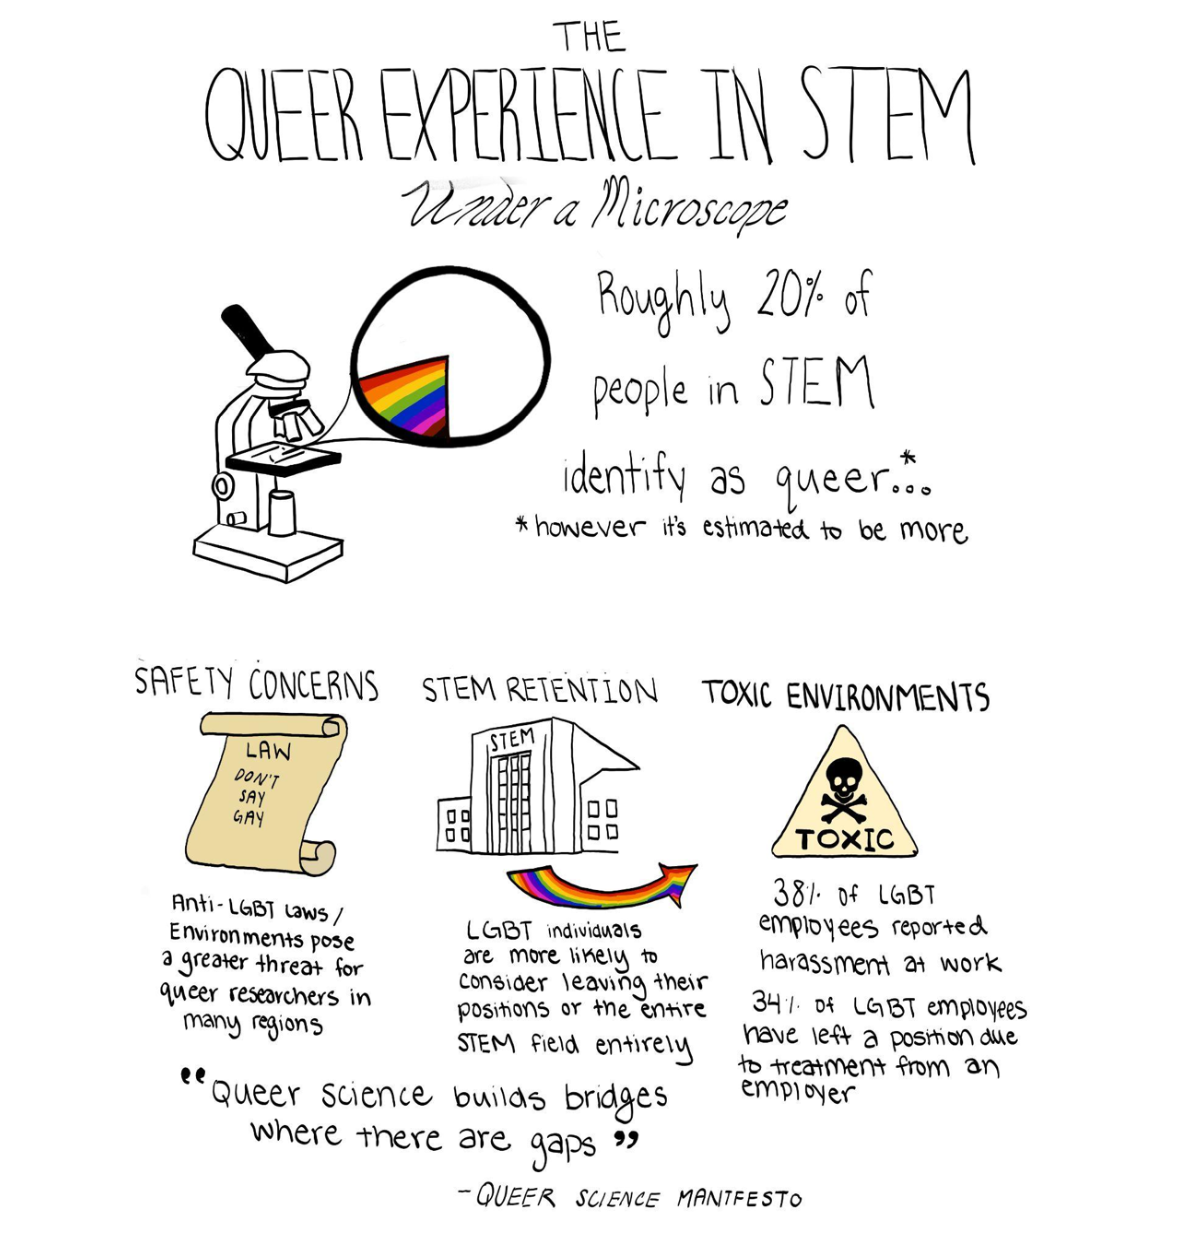 THE
QUEER EXPERIENCE IN STEM
Under a Microscope
Roughly 20% of
people in STEM
identify as queer...*
*however it's estimated to be more
SAFETY CONCERNS
LAW
DON'T
SAY
GAY
Anti-LGBT Laws/
Environments pose
a greater threat for
queer researchers in
many regions
STEM RETENTION
STEM
LGBT individuals
are more likely to
consider leaving their
positions or the entire
STEM field entirely
TOXIC ENVIRONMENTS
TOXIC
38% of LGBT
employees reported
harassment at work
34% of LGBT employees
have left a position due
to treatment from an
employer
"Queer science builds bridges
where there are gaps"
- QUEER SCIENCE MANIFESTO